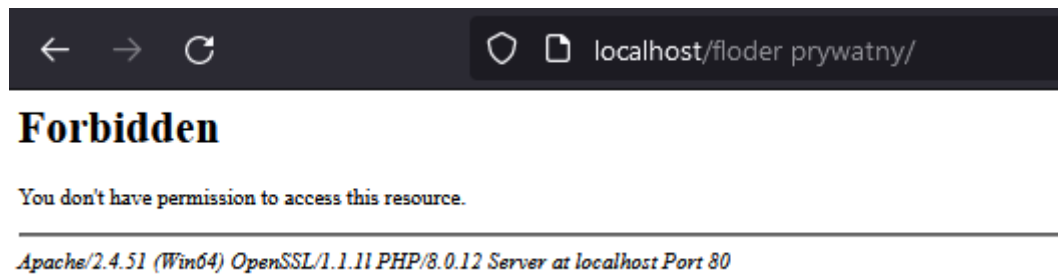 localhost/floder prywatny/
Forbidden
You don't have permission to access this resource.
Apache/2.4.51 (Win64) OpenSSL/1.1.1l PHP/8.0.12 Server at localhost Port 80